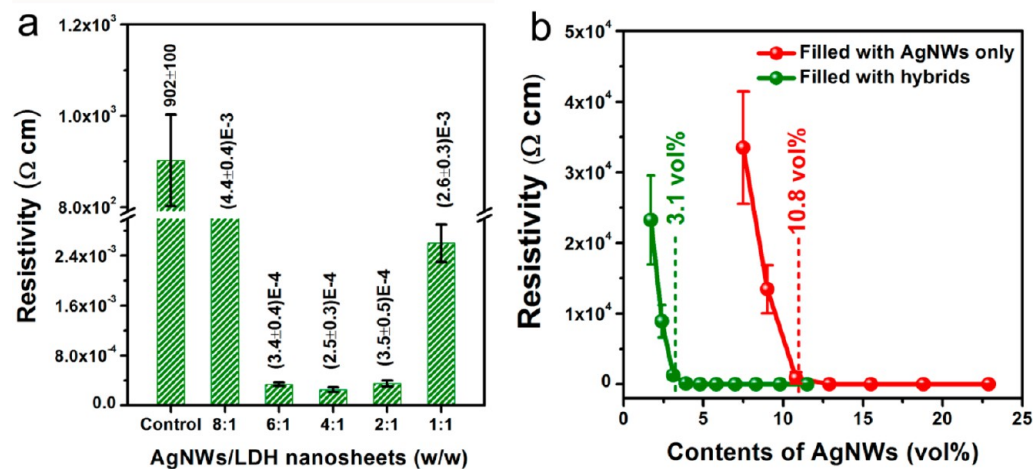 a
Resistivity (Ω cm)
1.2x10³
1.0x10³
8.0x10²
2.4x10⁻³
1.6x10⁻³
8.0x10⁻⁴
0.0
902±100
(4.4±0.4)E-3
(3.4±0.4)E-4
(2.5±0.3)E-4
(3.5±0.5)E-4
(2.6±0.3)E-3
Control 8:1 6:1 4:1 2:1 1:1
AgNWs/LDH nanosheets (w/w)
b
Resistivity (Ω cm)
5x10⁴
4x10⁴
3x10⁴
2x10⁴
1x10⁴
0
Filled with AgNWs only
Filled with hybrids
3.1 vol%
10.8 vol%
0 5 10 15 20 25
Contents of AgNWs (vol%)